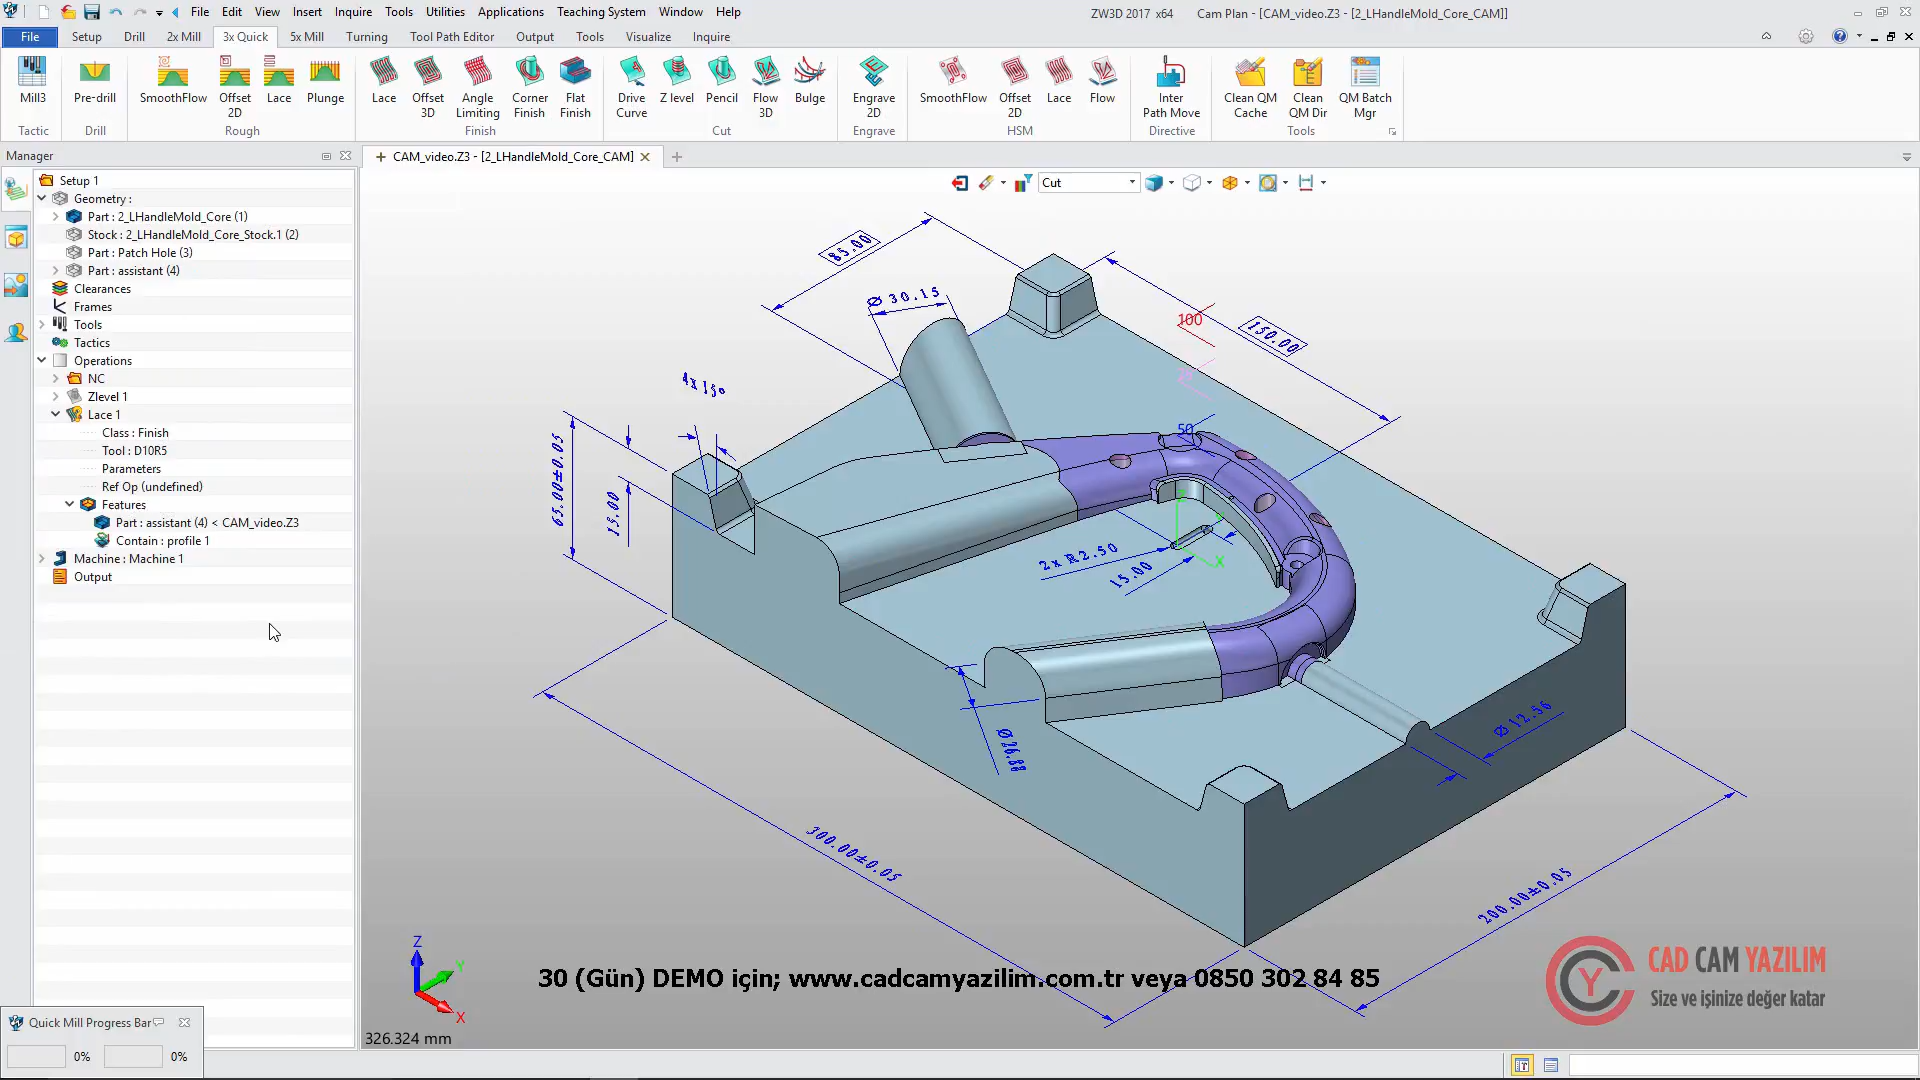 File Edit View Insert Inquire Tools Utilities Applications Teaching System Window Help
ZW3D 2017 x64 Cam Plan - [CAM_video.Z3 - [2_LHandleMold_Core_CAM]]
File Setup Drill 2x Mill 3x Quick 5x Mill Turning Tool Path Editor Output Tools Visualize Inquire
Mill3
Tactic
Pre-drill
Drill
SmoothFlow
Offset 2D
Lace
Plunge
Rough
Lace
Offset 3D
Angle Limiting
Corner Finish
Flat Finish
Finish
Drive Curve
Z level
Pencil
Flow 3D
Bulge
Cut
Engrave 2D
Engrave
SmoothFlow
Offset 2D
Lace
Flow
HSM
Inter Path Move
Directive
Clean QM Cache
Clean QM Dir
QM Batch Mgr
Tools
Manager
CAM_video.Z3 - [2_LHandleMold_Core_CAM]
Cut
Setup 1
Geometry :
Part : 2_LHandleMold_Core (1)
Stock : 2_LHandleMold_Core_Stock.1 (2)
Part : Patch Hole (3)
Part : assistant (4)
Clearances
Frames
Tools
Tactics
Operations
NC
Zlevel 1
Lace 1
Class : Finish
Tool : D10R5
Parameters
Ref Op (undefined)
Features
Part : assistant (4) < CAM_video.Z3
Contain : profile 1
Machine : Machine 1
Output
85.00
Ø 30.15
100
150.00
50
65.00±0.05
15.00
2x R2.50
15.00
Ø26.88
Ø 12.56
300.00±0.05
200.00±0.05
Z
Y
X
X
30 (Gün) DEMO için; www.cadcamyazilim.com.tr veya 0850 302 84 85
CAD CAM YAZILIM
Size ve işinize değer katar
326.324 mm
Quick Mill Progress Bar
0% 0%